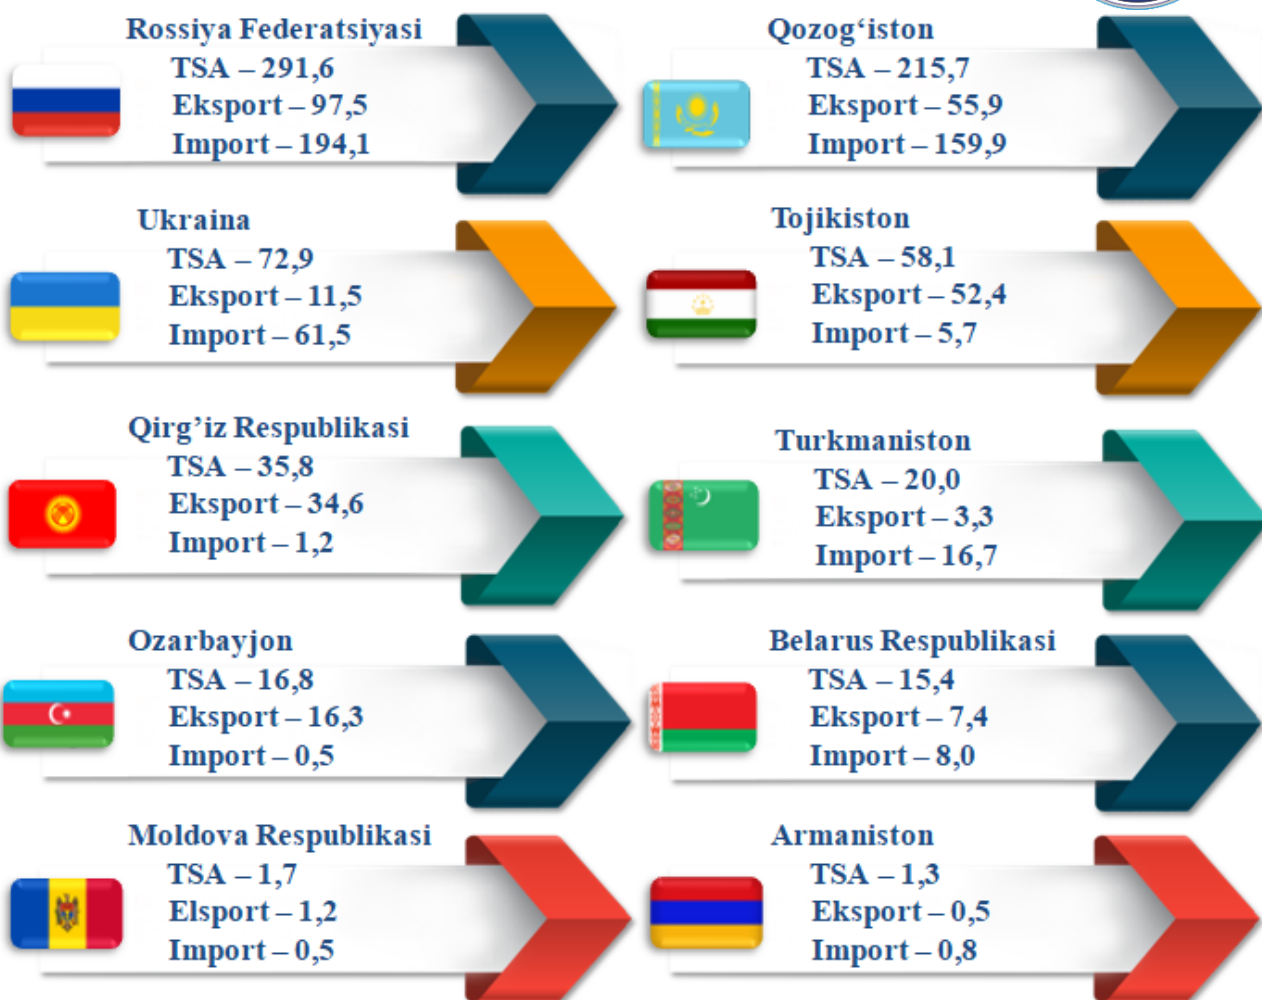 Rossiya Federatsiyasi
TSA – 291,6
Eksport – 97,5
Import – 194,1
Qozog‘iston
TSA – 215,7
Eksport – 55,9
Import – 159,9
Ukraina
TSA – 72,9
Eksport – 11,5
Import – 61,5
Tojikiston
TSA – 58,1
Eksport – 52,4
Import – 5,7
Qirg’iz Respublikasi
TSA – 35,8
Eksport – 34,6
Import – 1,2
Turkmaniston
TSA – 20,0
Eksport – 3,3
Import – 16,7
Ozarbayjon
TSA – 16,8
Eksport – 16,3
Import – 0,5
Belarus Respublikasi
TSA – 15,4
Eksport – 7,4
Import – 8,0
Moldova Respublikasi
TSA – 1,7
Elsport – 1,2
Import – 0,5
Armaniston
TSA – 1,3
Eksport – 0,5
Import – 0,8